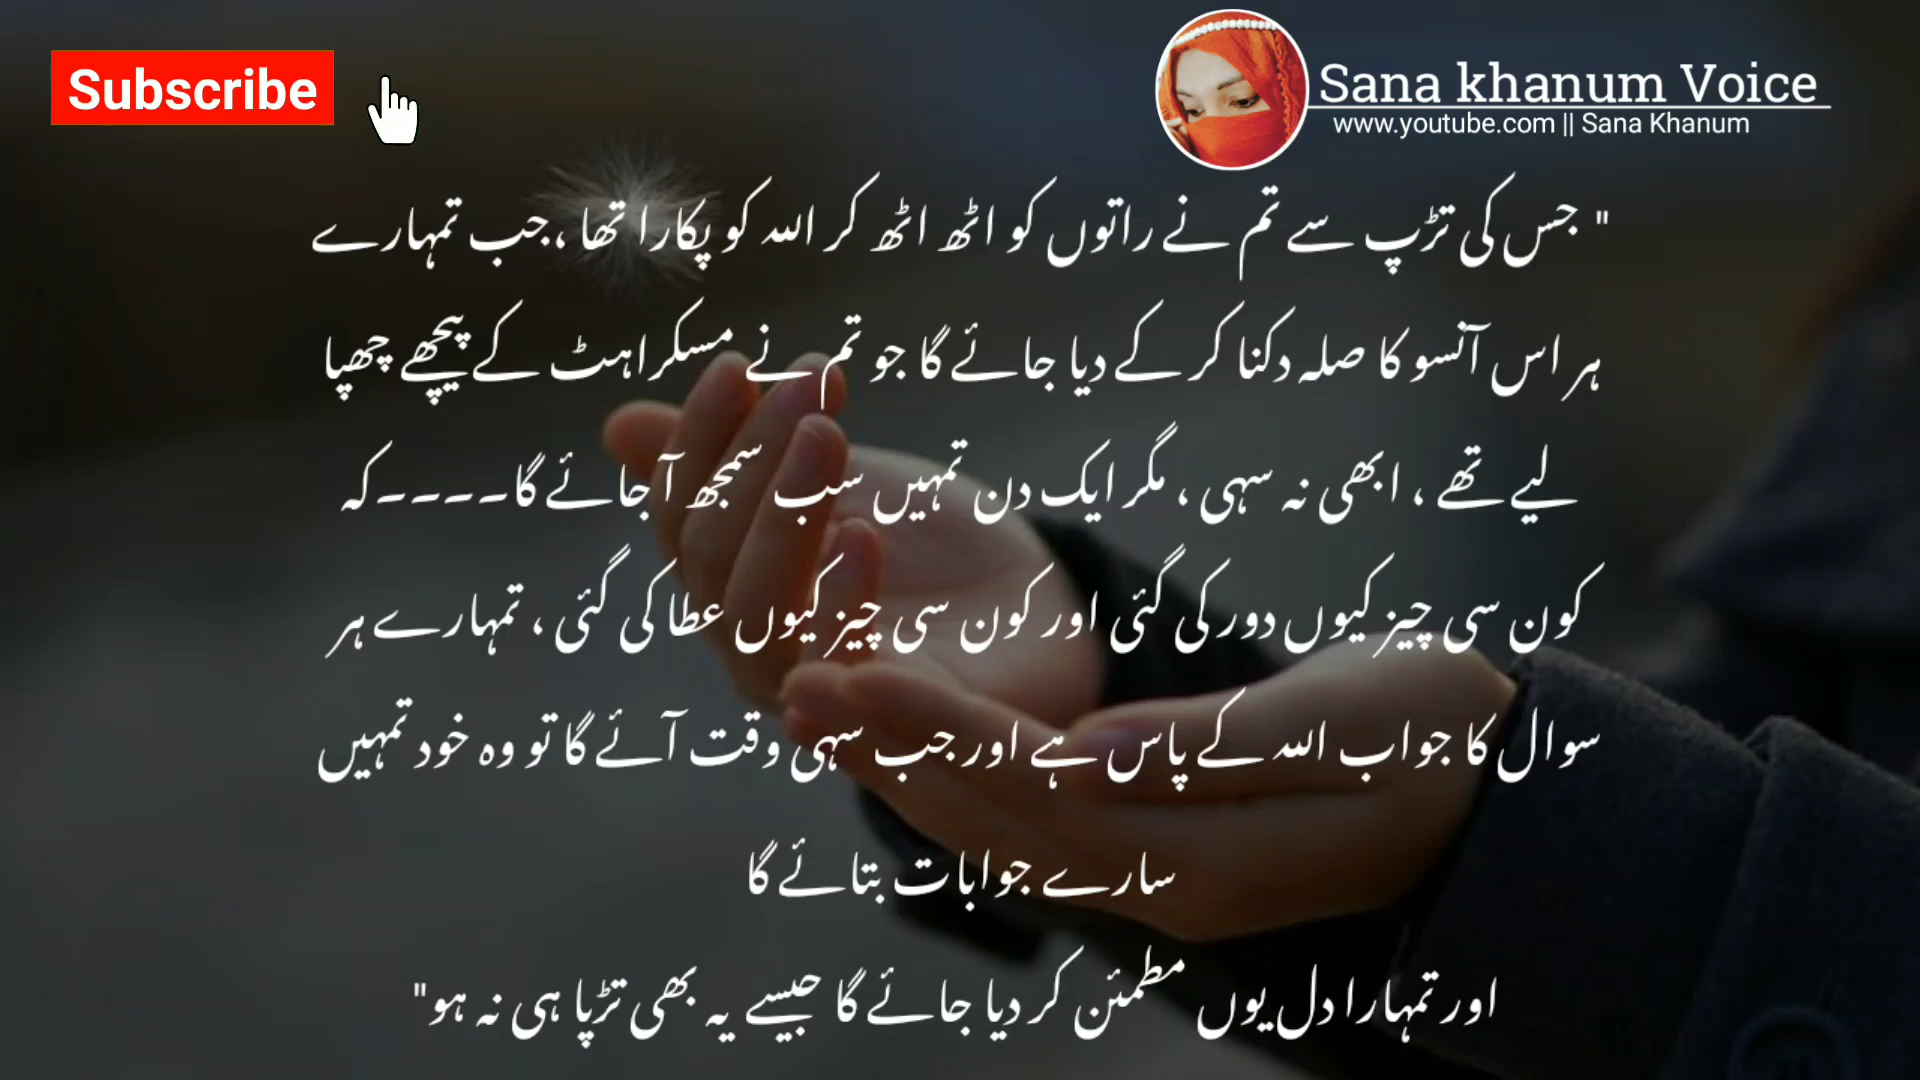 Subscribe
Sana khanum Voice
www.youtube.com || Sana Khanum
" جس کی تڑپ سے تم نے راتوں کو اٹھ اٹھ کر اللہ کو پکارا تھا ، جب تمہارے
ہر اس آنسو کا صلہ دکنا کر کے دیا جائے گا جو تم نے مسکراہٹ کے پیچھے چھپا
لیے تھے ، ابھی نہ سہی ، مگر ایک دن تمہیں سب سمجھ آ جائے گا۔۔۔۔کہ
کون سی چیز کیوں دور کی گئی اور کون سی چیز کیوں عطا کی گئی ، تمہارے ہر
سوال کا جواب اللہ کے پاس ہے اور جب سہی وقت آئے گا تو وہ خود تمہیں
سارے جوابات بتائے گا
اور تمہارا دل یوں مطمئن کر دیا جائے گا جیسے یہ بھی تڑپا ہی نہ ہو"